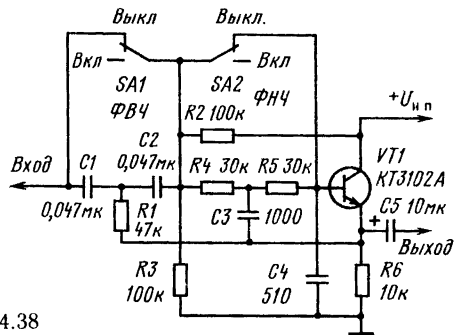 Выкл
Выкл.
Вкл
Вкл
SA1
SA2
ФВЧ
ФНЧ
+Uи п
R2 100к
Вход
C1
C2
0,047мк
R4 30к
R5 30к
VT1
КТ3102А
0,047мк
R1
47к
C3
1000
+
C5 10мк
Выход
R3
100к
C4
510
R6
10к
4.38